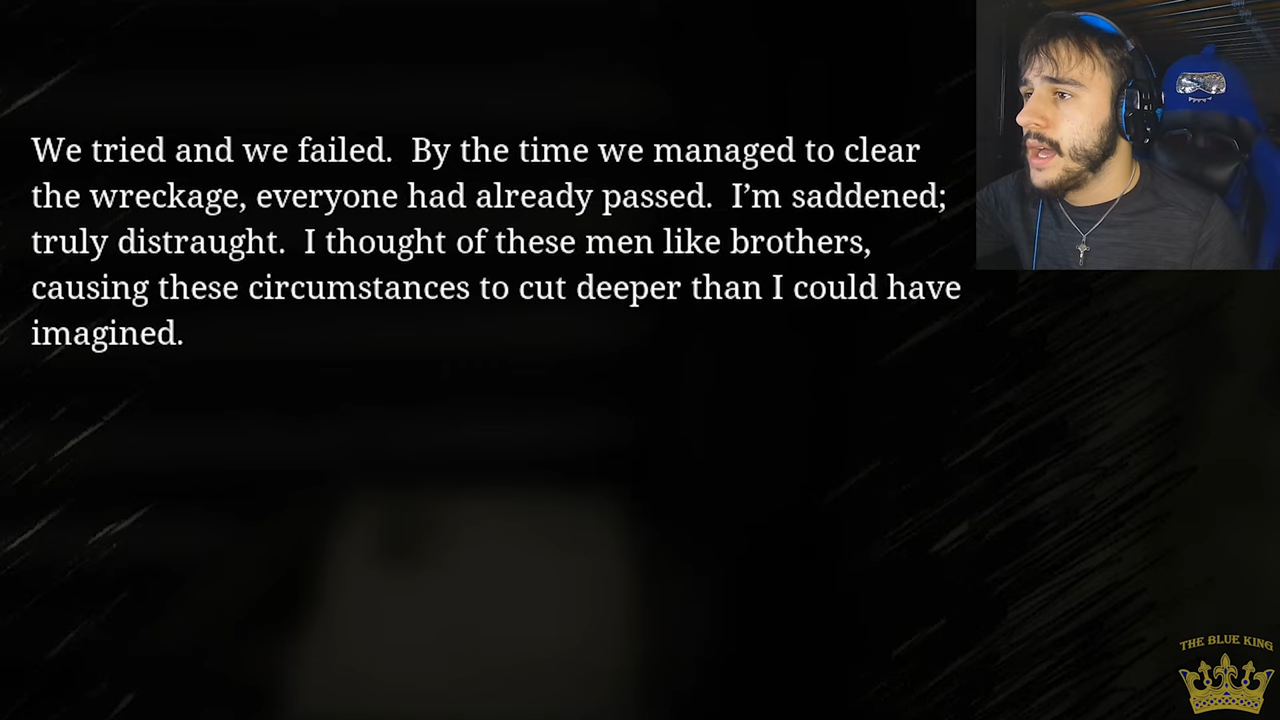 We tried and we failed.  By the time we managed to clear
the wreckage, everyone had already passed.  I’m saddened;
truly distraught.  I thought of these men like brothers,
causing these circumstances to cut deeper than I could have
imagined.
THE BLUE KING